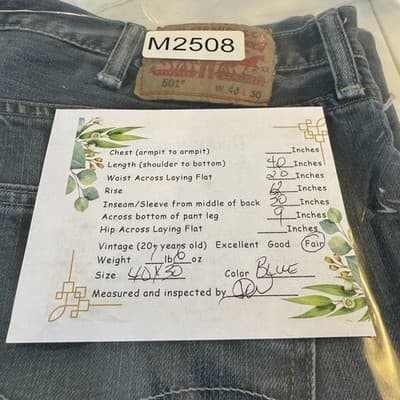 M2508
501®
W 40 L 30
Chest (armpit to armpit) ____Inches
Length (shoulder to bottom) 40 Inches
Waist Across Laying Flat 20 Inches
Rise 12 Inches
Inseam/Sleeve from middle of back 30 Inches
Across bottom of pant leg 9 Inches
Hip Across Laying Flat ____Inches
Vintage (20+ years old) Excellent Good Fair
Weight 1 lb 6 oz
Size 40X30 Color Blue
Measured and inspected by